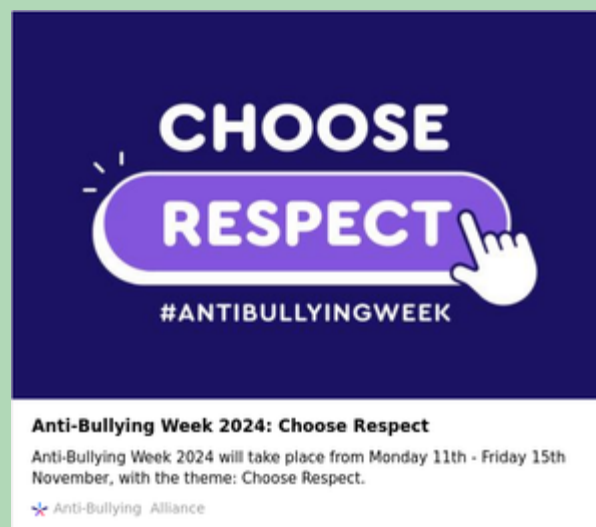 CHOOSE
RESPECT
#ANTIBULLYINGWEEK
Anti-Bullying Week 2024: Choose Respect
Anti-Bullying Week 2024 will take place from Monday 11th - Friday 15th
November, with the theme: Choose Respect.
Anti-Bullying Alliance